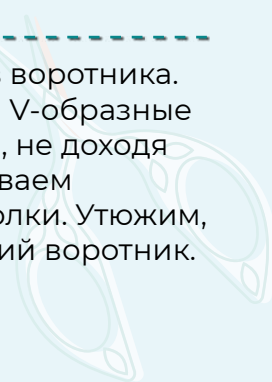 воротника.
V-образные
, не доходя
ваем
олки. Утюжим,
ий воротник.